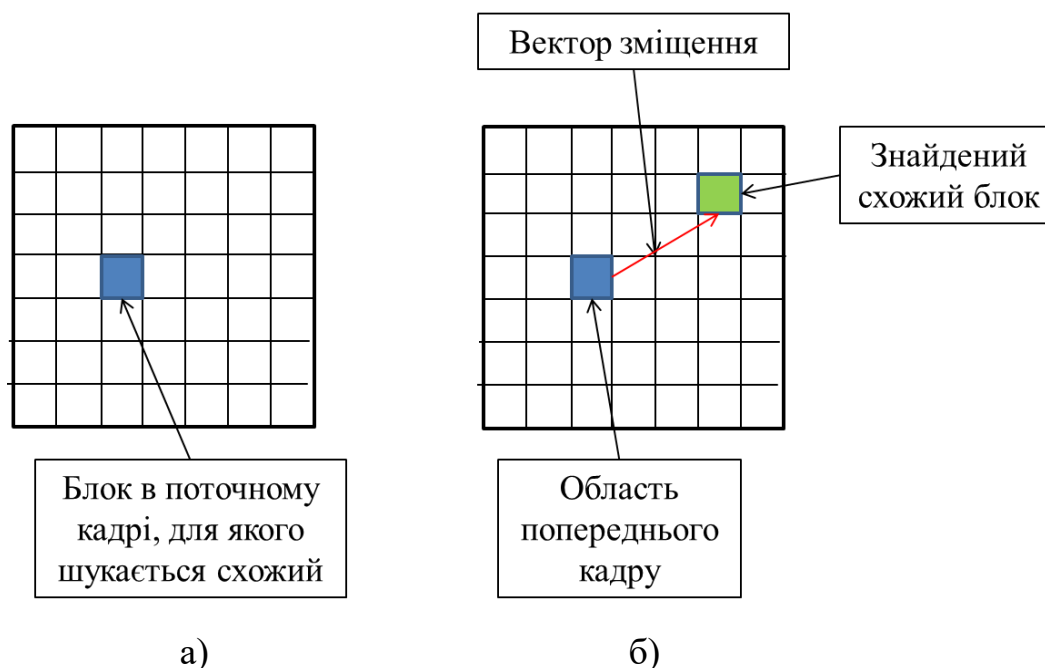 Вектор зміщення
Знайдений
схожий блок
Блок в поточному
кадрі, для якого
шукається схожий
Область
попереднього
кадру
а)
б)